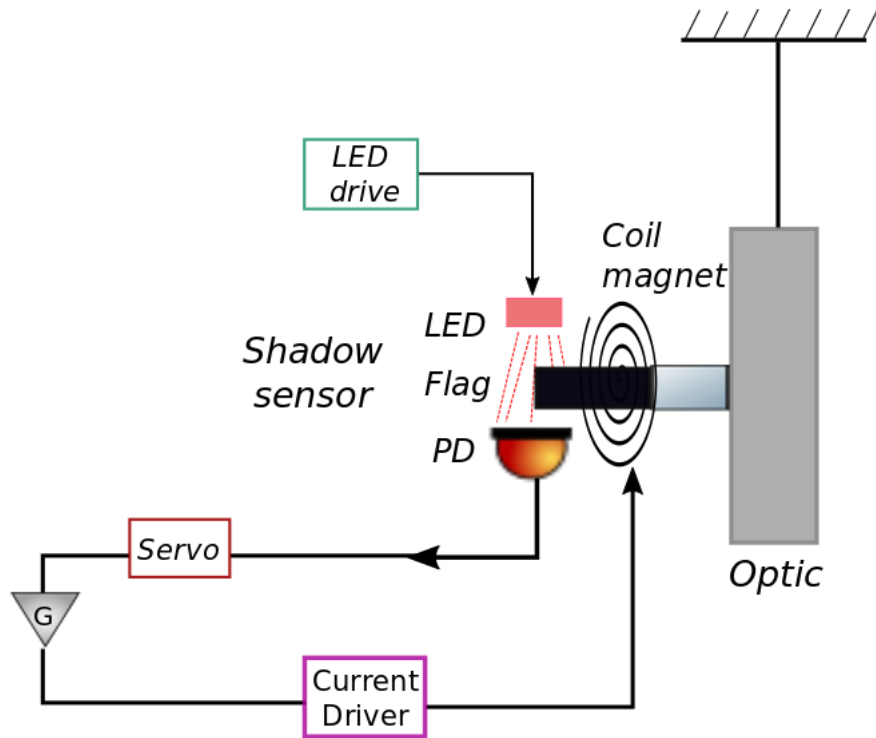 LED
drive
Coil
magnet
LED
Shadow
sensor
Flag
PD
Servo
Optic
G
Current
Driver